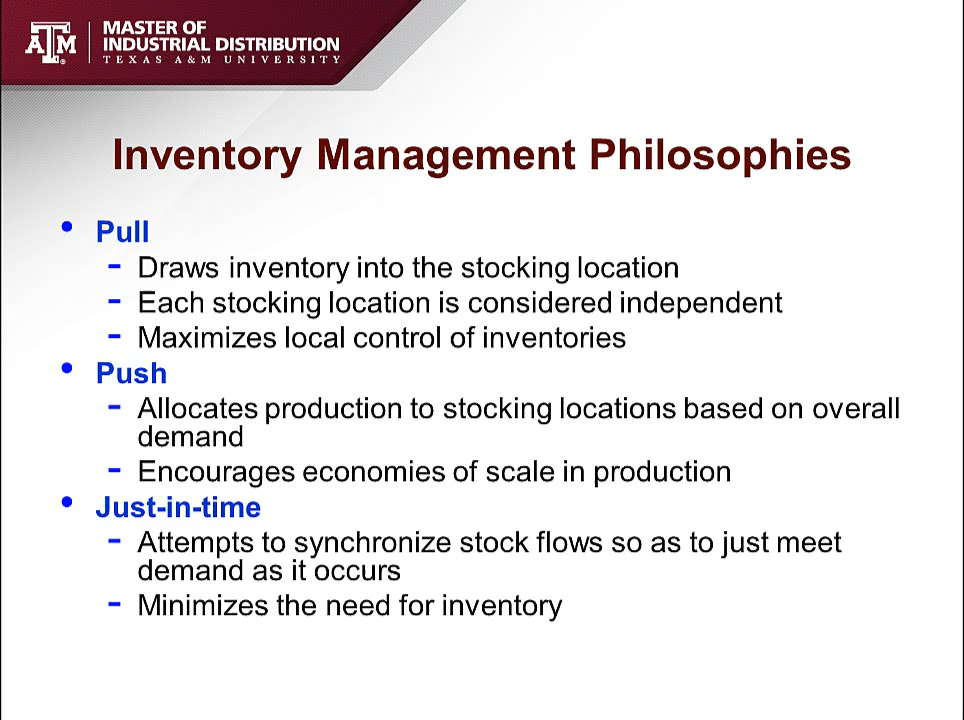 MASTER OF
INDUSTRIAL DISTRIBUTION
TEXAS A&M UNIVERSITY
Inventory Management Philosophies
• Pull
- Draws inventory into the stocking location
- Each stocking location is considered independent
- Maximizes local control of inventories
• Push
- Allocates production to stocking locations based on overall
demand
- Encourages economies of scale in production
• Just-in-time
- Attempts to synchronize stock flows so as to just meet
demand as it occurs
- Minimizes the need for inventory